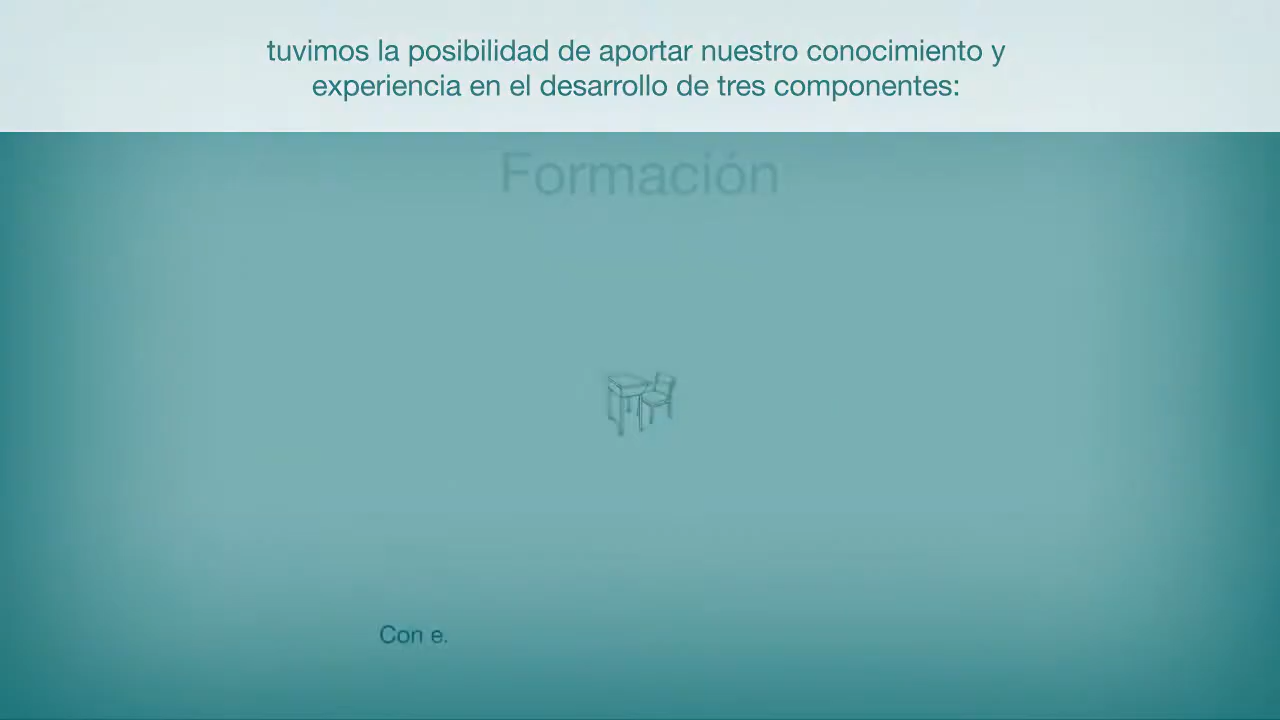 tuvimos la posibilidad de aportar nuestro conocimiento y
experiencia en el desarrollo de tres componentes:
Formación
Con e.